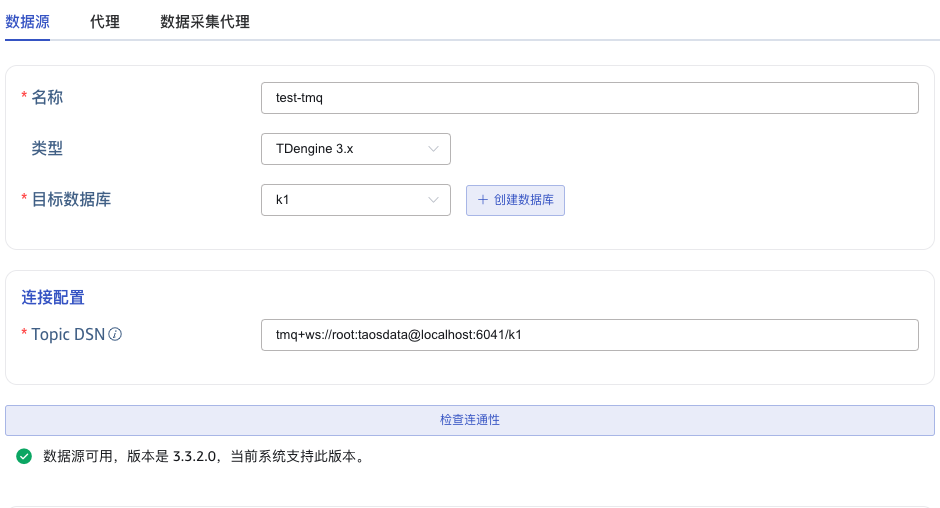 数据源 代理 数据采集代理
* 名称 test-tmq
类型 TDengine 3.x
* 目标数据库 k1 + 创建数据库
连接配置
* Topic DSN tmq+ws://root:taosdata@localhost:6041/k1
检查连通性
数据源可用，版本是 3.3.2.0，当前系统支持此版本。